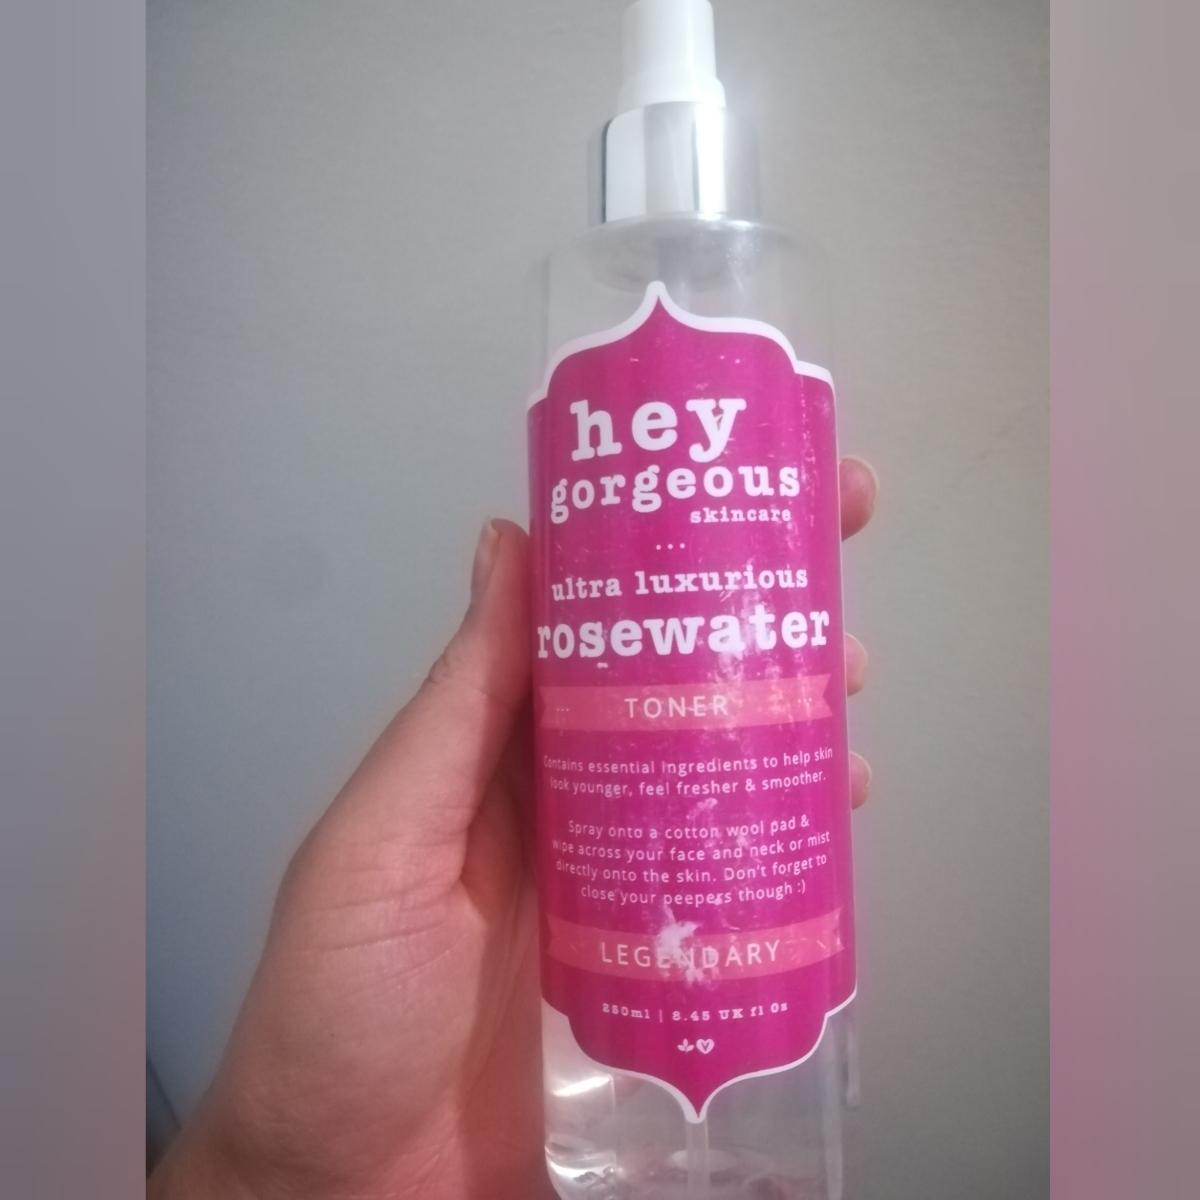 hey
gorgeous
skincare
...
ultra luxurious
rosewater
... TONER ...
Contains essential ingredients to help skin
look younger, feel fresher & smoother.
Spray onto a cotton wool pad &
wipe across your face and neck or mist
directly onto the skin. Don't forget to
close your peepers though :)
LEGENDARY
250ml | 8.45 UK fl Oz